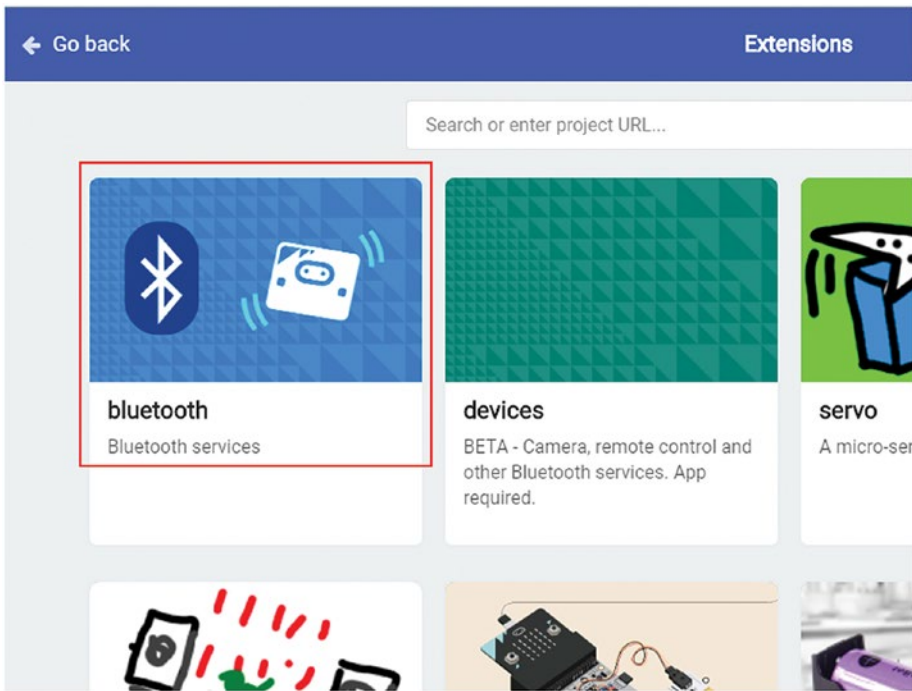 Go back
Extensions
Search or enter project URL...
bluetooth
Bluetooth services
devices
BETA - Camera, remote control and
other Bluetooth services. App
required.
servo
A micro-ser